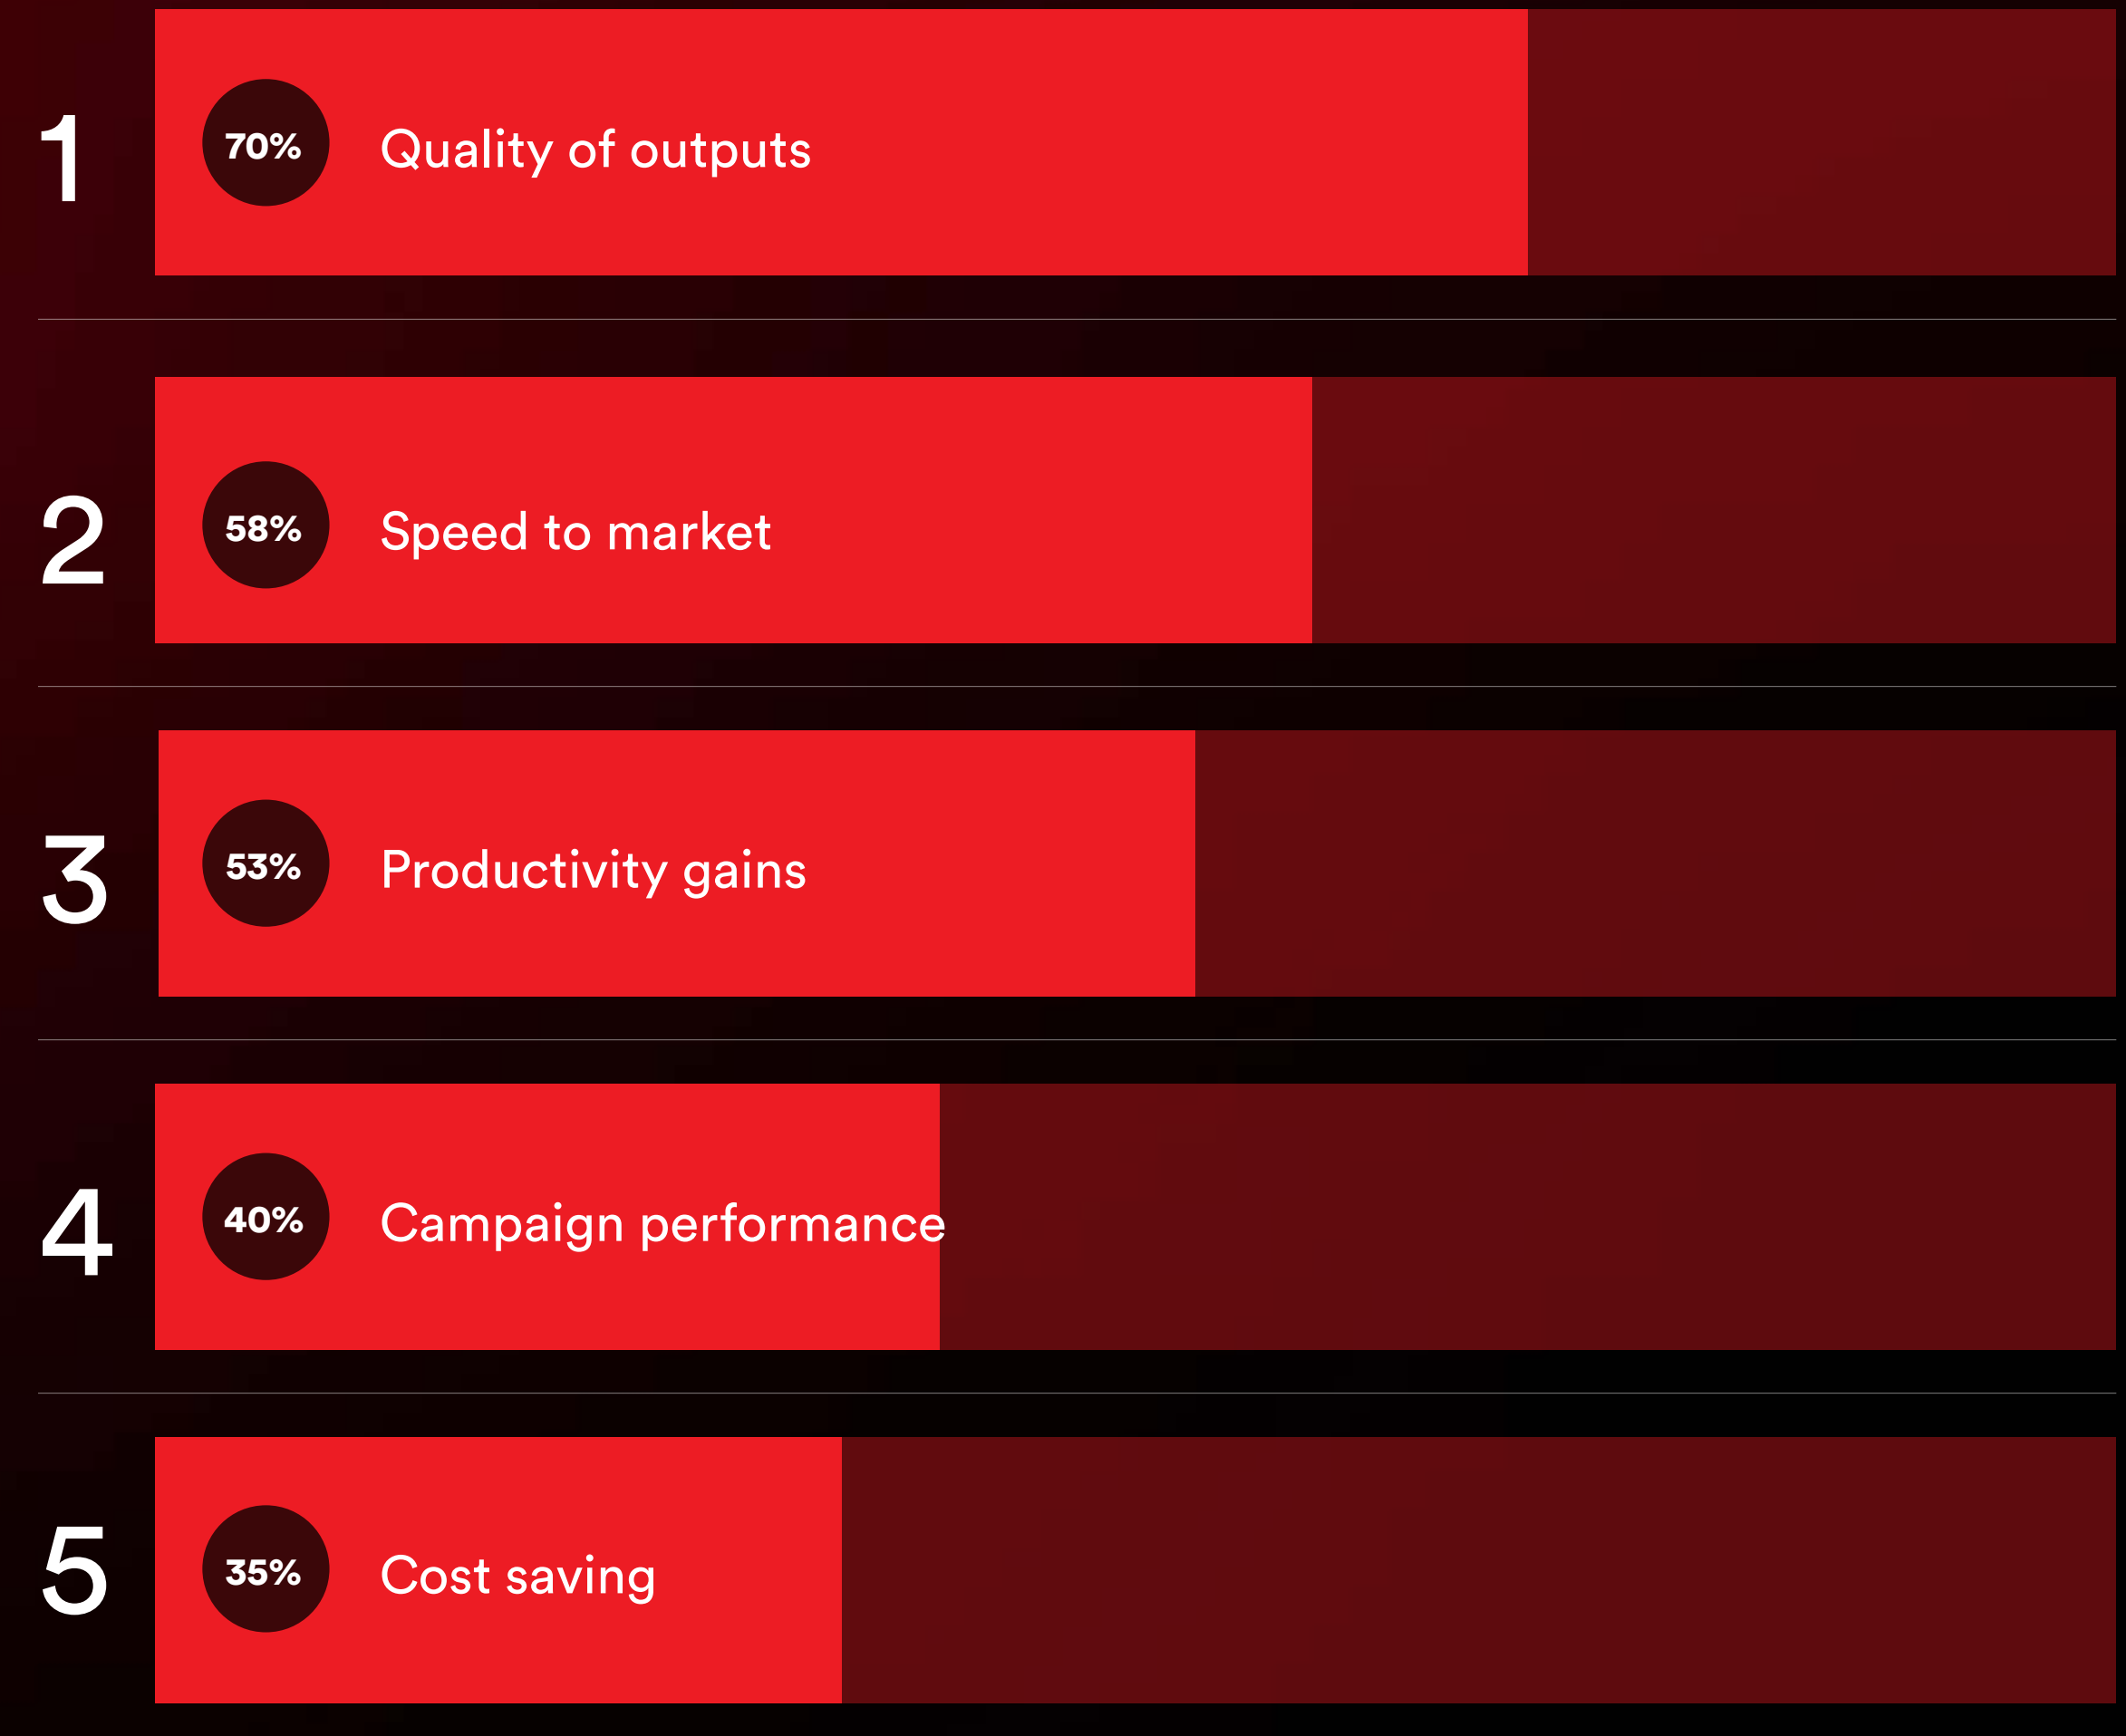 1
70%
Quality of outputs
2
58%
Speed to market
3
53%
Productivity gains
4
40%
Campaign performance
5
35%
Cost saving